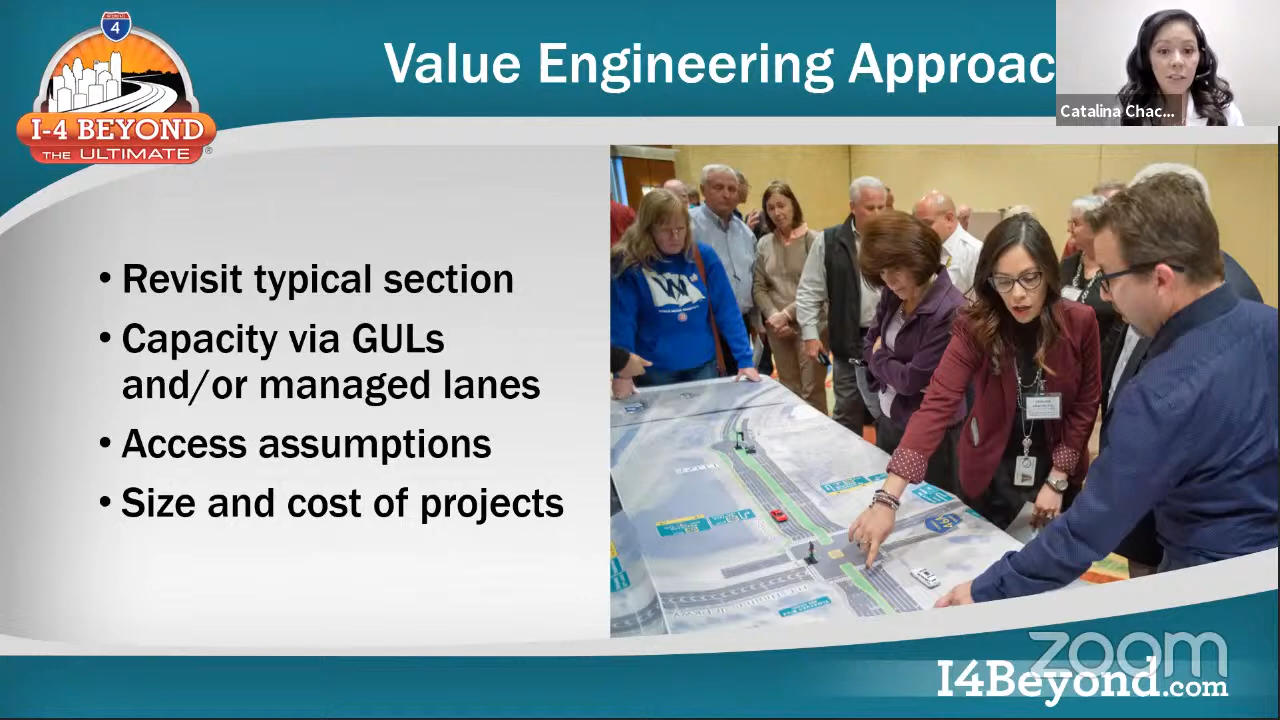 4
I-4 BEYOND
THE ULTIMATE
®
Value Engineering Approac
Catalina Chac...
• Revisit typical section
• Capacity via GULs
and/or managed lanes
• Access assumptions
• Size and cost of projects
W
461
zoom
I4Beyond.com